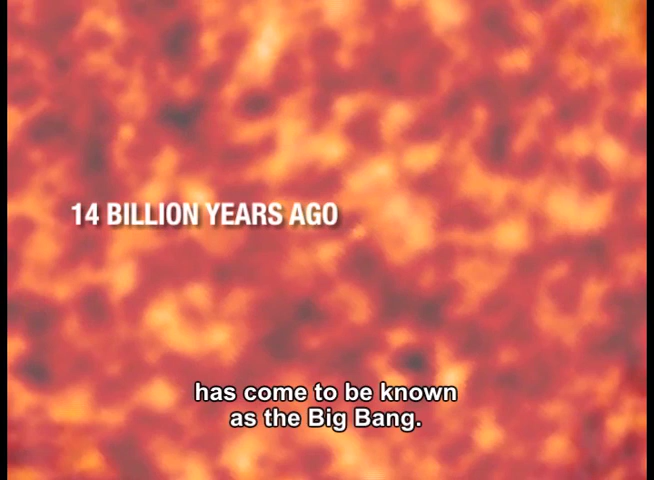 14 BILLION YEARS AGO
has come to be known
as the Big Bang.